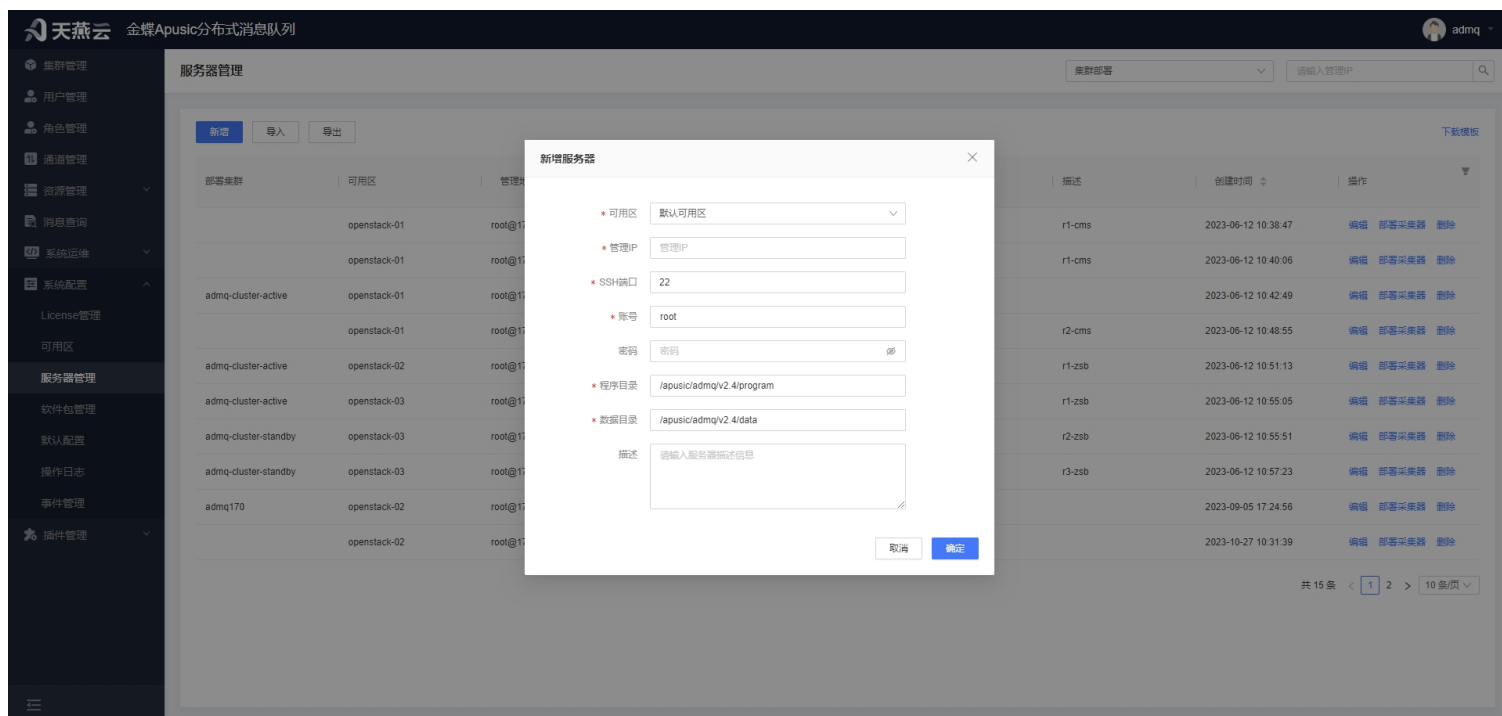 天燕云 金蝶Apusic分布式消息队列 admq
集群管理
用户管理
角色管理
通道管理
资源管理
消息查询
系统运维
系统配置
License管理
可用区
服务器管理
软件包管理
默认配置
操作日志
事件管理
插件管理
服务器管理 集群部署 请输入管理IP
新增 导入 导出 下载模板
部署集群 可用区 管理 描述 创建时间 操作
openstack-01 root@17 r1-cms 2023-06-12 10:38:47 编辑 部署采集器 删除
openstack-01 root@17 r1-cms 2023-06-12 10:40:06 编辑 部署采集器 删除
admq-cluster-active openstack-01 root@17 2023-06-12 10:42:49 编辑 部署采集器 删除
openstack-01 root@17 r2-cms 2023-06-12 10:48:55 编辑 部署采集器 删除
admq-cluster-active openstack-02 root@17 r1-zsb 2023-06-12 10:51:13 编辑 部署采集器 删除
admq-cluster-active openstack-03 root@17 r1-zsb 2023-06-12 10:55:05 编辑 部署采集器 删除
admq-cluster-standby openstack-03 root@17 r2-zsb 2023-06-12 10:55:51 编辑 部署采集器 删除
admq-cluster-standby openstack-03 root@17 r3-zsb 2023-06-12 10:57:23 编辑 部署采集器 删除
admq170 openstack-02 root@17 2023-09-05 17:24:56 编辑 部署采集器 删除
openstack-02 root@17 2023-10-27 10:31:39 编辑 部署采集器 删除
共 15 条 < 1 2 > 10 条/页
新增服务器
* 可用区 默认可用区
* 管理IP 管理IP
* SSH端口 22
* 账号 root
密码 密码
* 程序目录 /apusic/admq/v2.4/program
* 数据目录 /apusic/admq/v2.4/data
描述 请输入服务器描述信息
取消 确定